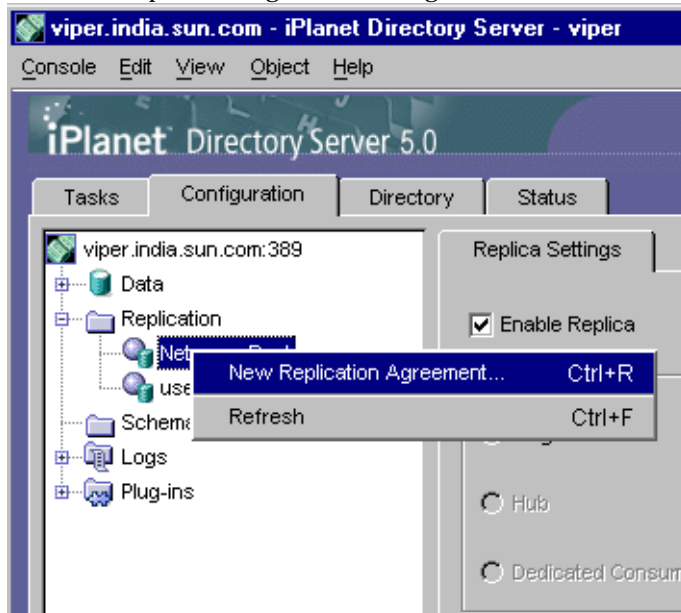 viper.india.sun.com - iPlanet Directory Server - viper
Console Edit View Object Help
iPlanet Directory Server 5.0
Tasks Configuration Directory Status
viper.india.sun.com:389
Data
Replication
Schema
Logs
Plug-ins
Replica Settings
Enable Replica
New Replication Agreement... Ctrl+R
Refresh Ctrl+F
Hub
Dedicated Consum